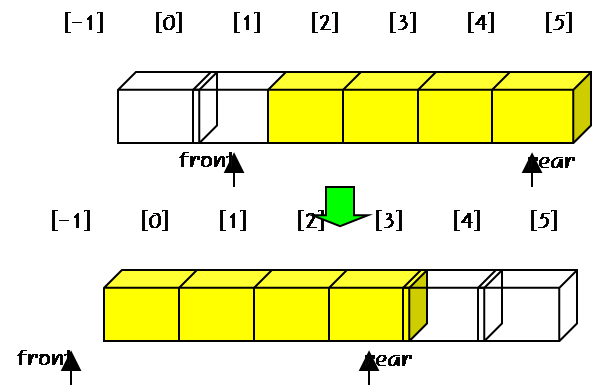 [-1] [0] [1] [2] [3] [4] [5]
front rear
[-1] [0] [1] [2] [3] [4] [5]
front rear